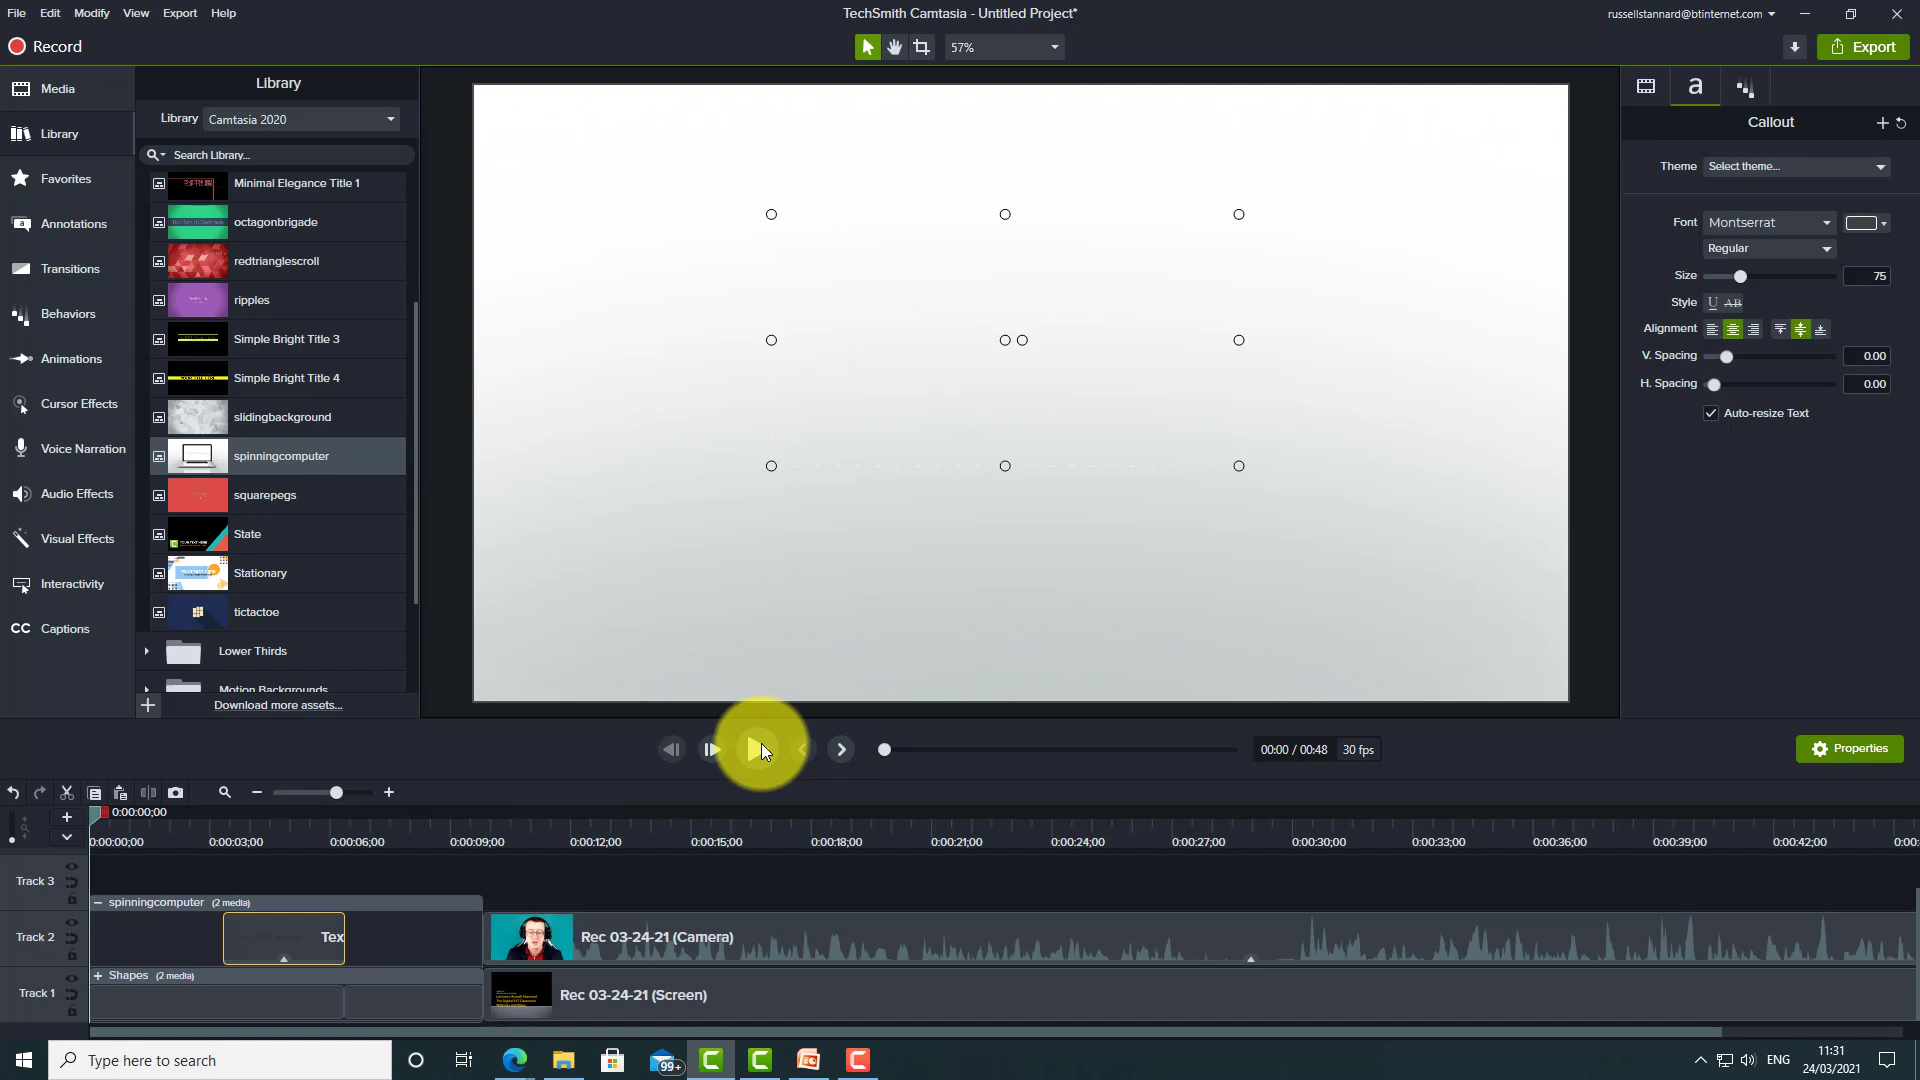 File Edit Modify View Export Help
TechSmith Camtasia - Untitled Project*
russellstannard@btinternet.com
Record
57%
Export
Media
Library
Favorites
Annotations
Transitions
Behaviors
Animations
Cursor Effects
Voice Narration
Audio Effects
Visual Effects
Interactivity
CC Captions
Library
Library Camtasia 2020
Search Library...
Minimal Elegance Title 1
octagonbrigade
redtrianglescroll
ripples
Simple Bright Title 3
Simple Bright Title 4
slidingbackground
spinningcomputer
squarepegs
State
Stationary
tictactoe
Lower Thirds
Motion Backgrounds
Download more assets...
a
Callout
Theme Select theme...
Font Montserrat
Regular
Size 75
Style U AB
Alignment
V. Spacing 0.00
H. Spacing 0.00
Auto-resize Text
00:00 / 00:48 30 fps
Properties
0:00:00;00
0:00:00;00 0:00:03;00 0:00:06;00 0:00:09;00 0:00:12;00 0:00:15;00 0:00:18;00 0:00:21;00 0:00:24;00 0:00:27;00 0:00:30;00 0:00:33;00 0:00:36;00 0:00:39;00 0:00:42;00 0:00:
Track 3
spinningcomputer (2 media)
Track 2
Tex
Rec 03-24-21 (Camera)
Shapes (2 media)
Track 1
Rec 03-24-21 (Screen)
Type here to search
99+
ENG
11:31
24/03/2021